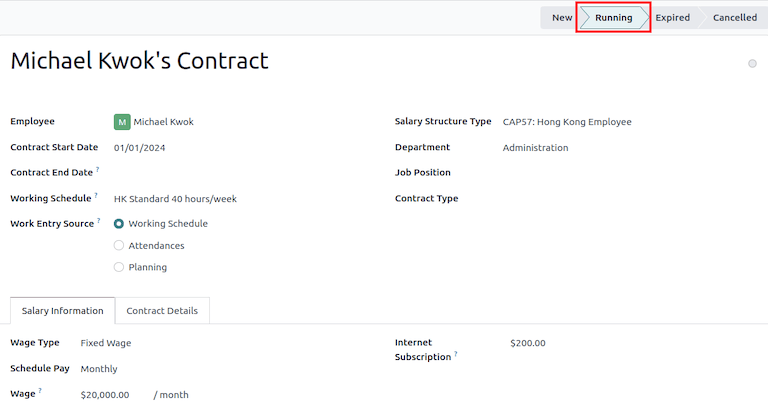 New Running Expired Cancelled
Michael Kwok's Contract
Employee M Michael Kwok Salary Structure Type CAP57: Hong Kong Employee
Contract Start Date 01/01/2024 Department Administration
Contract End Date ? Job Position
Working Schedule ? HK Standard 40 hours/week Contract Type
Work Entry Source ? Working Schedule
Attendances
Planning
Salary Information Contract Details
Wage Type Fixed Wage Internet Subscription ? $200.00
Schedule Pay Monthly
Wage ? $20,000.00 / month